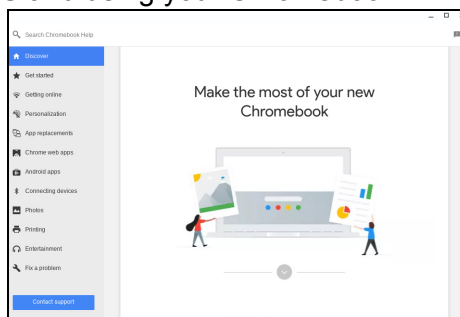 Search Chromebook Help
Discover
Get started
Getting online
Personalization
App replacements
Chrome web apps
Android apps
Connecting devices
Photos
Printing
Entertainment
Fix a problem
Contact support
Make the most of your new
Chromebook